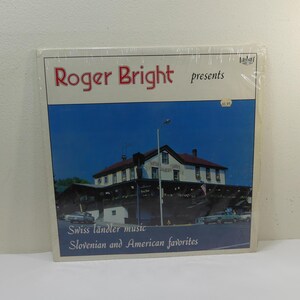 Roger Bright presents
Swiss ländler music
Slovenian and American favorites